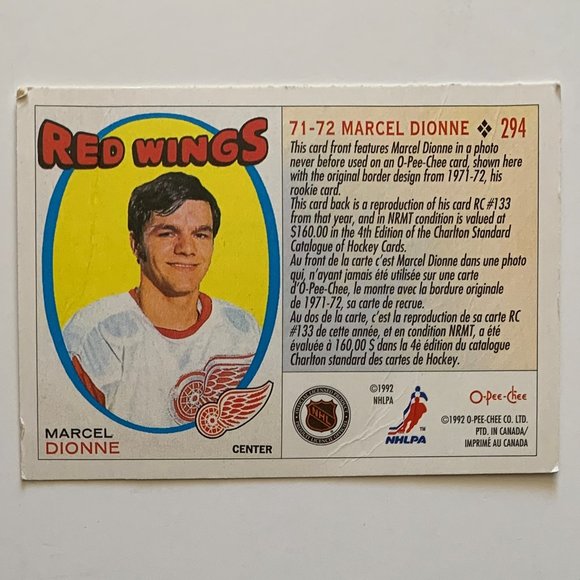 RED WINGS
MARCEL
DIONNE
CENTER
71-72 MARCEL DIONNE ❖ 294
This card front features Marcel Dionne in a photo
never before used on an O-Pee-Chee card, shown here
with the original border design from 1971-72, his
rookie card.
This card back is a reproduction of his card RC #133
from that year, and in NRMT condition is valued at
$160.00 in the 4th Edition of the Charlton Standard
Catalogue of Hockey Cards.
Au front de la carte c'est Marcel Dionne dans une photo
qui, n'ayant jamais été utilisée sur une carte
d'O-Pee-Chee, le montre avec la bordure originale
de 1971-72, sa carte de recrue.
Au dos de la carte, c'est la reproduction de sa carte RC
#133 de cette année, et en condition NRMT, a été
évaluée à 160,00 $ dans la 4è édition du catalogue
Charlton standard des cartes de Hockey.
NHL
©1992
NHLPA
NHLPA™
O-Pee-Chee
©1992 O-PEE-CHEE CO. LTD.
PTD. IN CANADA/
IMPRIMÉ AU CANADA